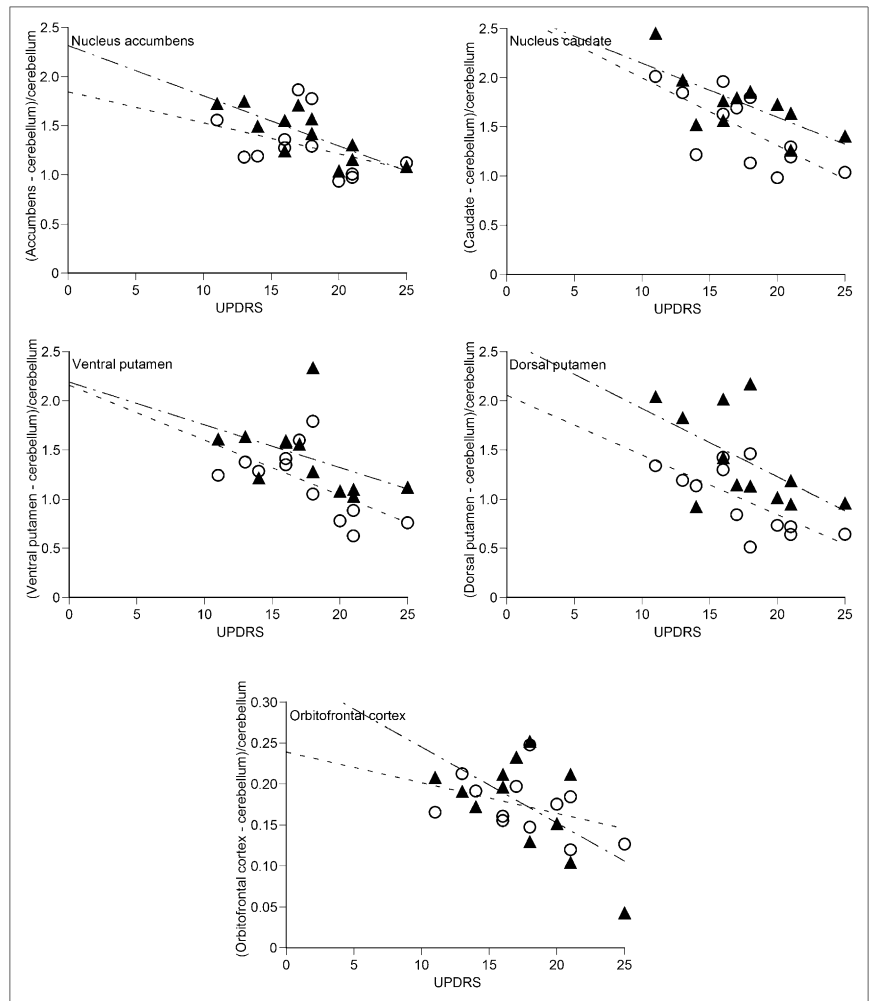 Nucleus accumbens
(Accumbens - cerebellum)/cerebellum
2.5
2.0
1.5
1.0
0.5
0
0 5 10 15 20 25
UPDRS
Nucleus caudate
(Caudate - cerebellum)/cerebellum
2.5
2.0
1.5
1.0
0.5
0
0 5 10 15 20 25
UPDRS
Ventral putamen
(Ventral putamen - cerebellum)/cerebellum
2.5
2.0
1.5
1.0
0.5
0
0 5 10 15 20 25
UPDRS
Dorsal putamen
(Dorsal putamen - cerebellum)/cerebellum
2.5
2.0
1.5
1.0
0.5
0
0 5 10 15 20 25
UPDRS
Orbitofrontal cortex
(Orbitofrontal cortex - cerebellum)/cerebellum
0.30
0.25
0.20
0.15
0.10
0.05
0
0 5 10 15 20 25
UPDRS